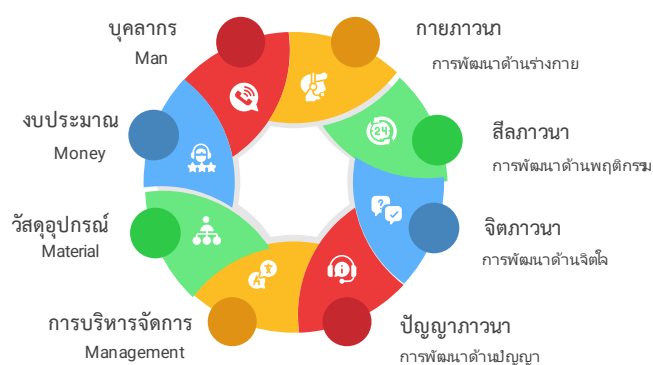 บุคลากร
Man
งบประมาณ
Money
วัสดุอุปกรณ์
Material
การบริหารจัดการ
Management
กายภาวนา
การพัฒนาด้านร่างกาย
สีลภาวนา
การพัฒนาด้านพฤติกรรม
จิตภาวนา
การพัฒนาด้านจิตใจ
ปัญญาภาวนา
การพัฒนาด้านปัญญา
24
?
A